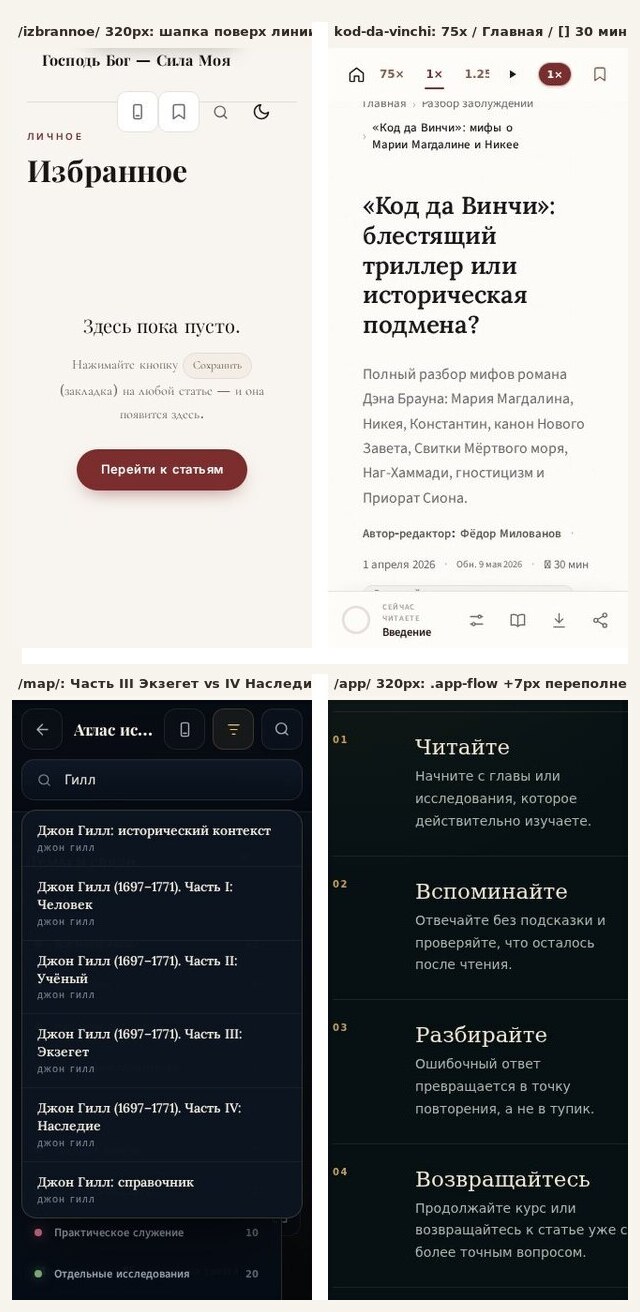 /izbrannoe/ 320px: шапка поверх линии
Господь Бог — Сила Моя
ЛИЧНОЕ
Избранное
Здесь пока пусто.
Нажимайте кнопку Сохранить
(закладка) на любой статье — и она
появится здесь.
Перейти к статьям
kod-da-vinchi: 75x / Главная / [] 30 мин
75× 1× 1.25 1×
Главная › Разбор заблуждений
› «Код да Винчи»: мифы о
Марии Магдалине и Никее
«Код да Винчи»:
блестящий
триллер или
историческая
подмена?
Полный разбор мифов романа
Дэна Брауна: Мария Магдалина,
Никея, Константин, канон Нового
Завета, Свитки Мёртвого моря,
Наг-Хаммади, гностицизм и
Приорат Сиона.
Автор-редактор: Фёдор Милованов ·
1 апреля 2026 · Обн. 9 мая 2026 · 30 мин
СЕЙЧАС
ЧИТАЕТЕ
Введение
/map/: Часть III Экзегет vs IV Наследи
Атлас ис...
Гилл
Джон Гилл: исторический контекст
ДЖОН ГИЛЛ
Джон Гилл (1697–1771). Часть I:
Человек
ДЖОН ГИЛЛ
Джон Гилл (1697–1771). Часть II:
Учёный
ДЖОН ГИЛЛ
Джон Гилл (1697–1771). Часть III:
Экзегет
ДЖОН ГИЛЛ
Джон Гилл (1697–1771). Часть IV:
Наследие
ДЖОН ГИЛЛ
Джон Гилл: справочник
ДЖОН ГИЛЛ
Практическое служение 10
Отдельные исследования 20
/app/ 320px: .app-flow +7px переполне
01 Читайте
Начните с главы или
исследования, которое
действительно изучаете.
02 Вспоминайте
Отвечайте без подсказки и
проверяйте, что осталось
после чтения.
03 Разбирайте
Ошибочный ответ
превращается в точку
повторения, а не в тупик.
04 Возвращайтесь
Продолжайте курс или
возвращайтесь к статье уже с
более точным вопросом.